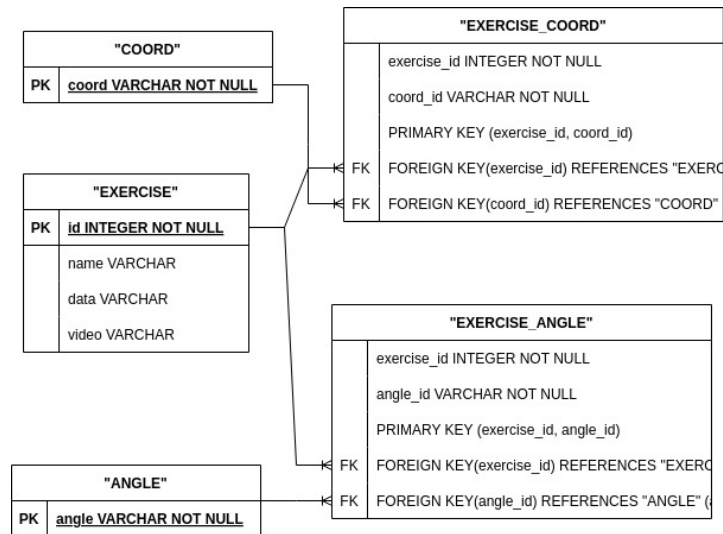 "COORD"
PK coord VARCHAR NOT NULL
"EXERCISE"
PK id INTEGER NOT NULL
name VARCHAR
data VARCHAR
video VARCHAR
"ANGLE"
PK angle VARCHAR NOT NULL
"EXERCISE_COORD"
exercise_id INTEGER NOT NULL
coord_id VARCHAR NOT NULL
PRIMARY KEY (exercise_id, coord_id)
FK FOREIGN KEY(exercise_id) REFERENCES "EXERC
FK FOREIGN KEY(coord_id) REFERENCES "COORD"
"EXERCISE_ANGLE"
exercise_id INTEGER NOT NULL
angle_id VARCHAR NOT NULL
PRIMARY KEY (exercise_id, angle_id)
FK FOREIGN KEY(exercise_id) REFERENCES "EXERC
FK FOREIGN KEY(angle_id) REFERENCES "ANGLE" (